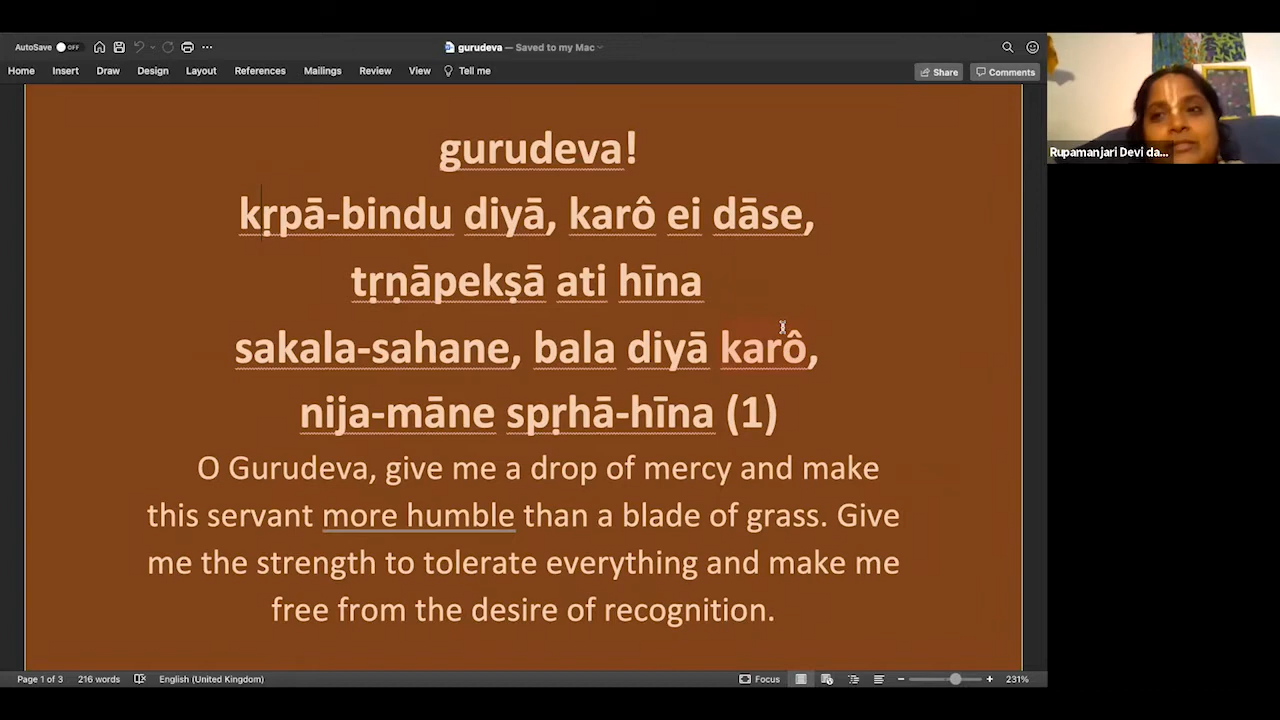 AutoSave OFF
gurudeva — Saved to my Mac
Home Insert Draw Design Layout References Mailings Review View Tell me Share Comments
gurudeva!
kṛpā-bindu diyā, karô ei dāse,
tṛṇāpekṣā ati hīna
sakala-sahane, bala diyā karô,
nija-māne spṛhā-hīna (1)
O Gurudeva, give me a drop of mercy and make
this servant more humble than a blade of grass. Give
me the strength to tolerate everything and make me
free from the desire of recognition.
Rupamanjari Devi da...
Page 1 of 3 216 words English (United Kingdom) Focus 231%